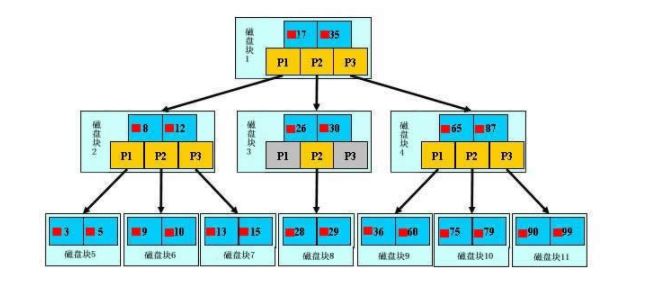 磁盘块1
17 35
P1 P2 P3
磁盘块2
8 12
P1 P2 P3
磁盘块3
26 30
P1 P2 P3
磁盘块4
65 87
P1 P2 P3
3 5
磁盘块5
9 10
磁盘块6
13 15
磁盘块7
28 29
磁盘块8
36 60
磁盘块9
75 79
磁盘块10
90 99
磁盘块11